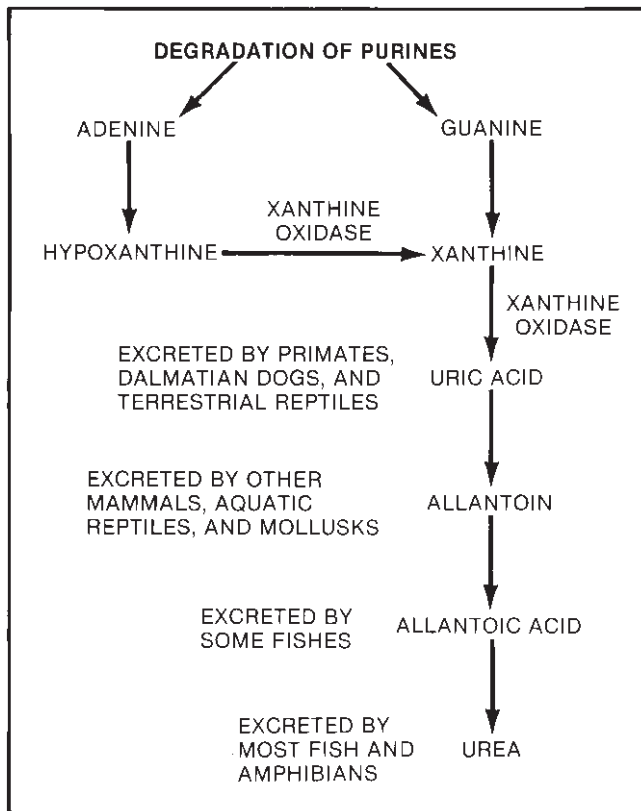 DEGRADATION OF PURINES
ADENINE
GUANINE
XANTHINE
OXIDASE
HYPOXANTHINE
XANTHINE
XANTHINE
OXIDASE
EXCRETED BY PRIMATES,
DALMATIAN DOGS, AND
TERRESTRIAL REPTILES
URIC ACID
EXCRETED BY OTHER
MAMMALS, AQUATIC
REPTILES, AND MOLLUSKS
ALLANTOIN
EXCRETED BY
SOME FISHES
ALLANTOIC ACID
EXCRETED BY
MOST FISH AND
AMPHIBIANS
UREA